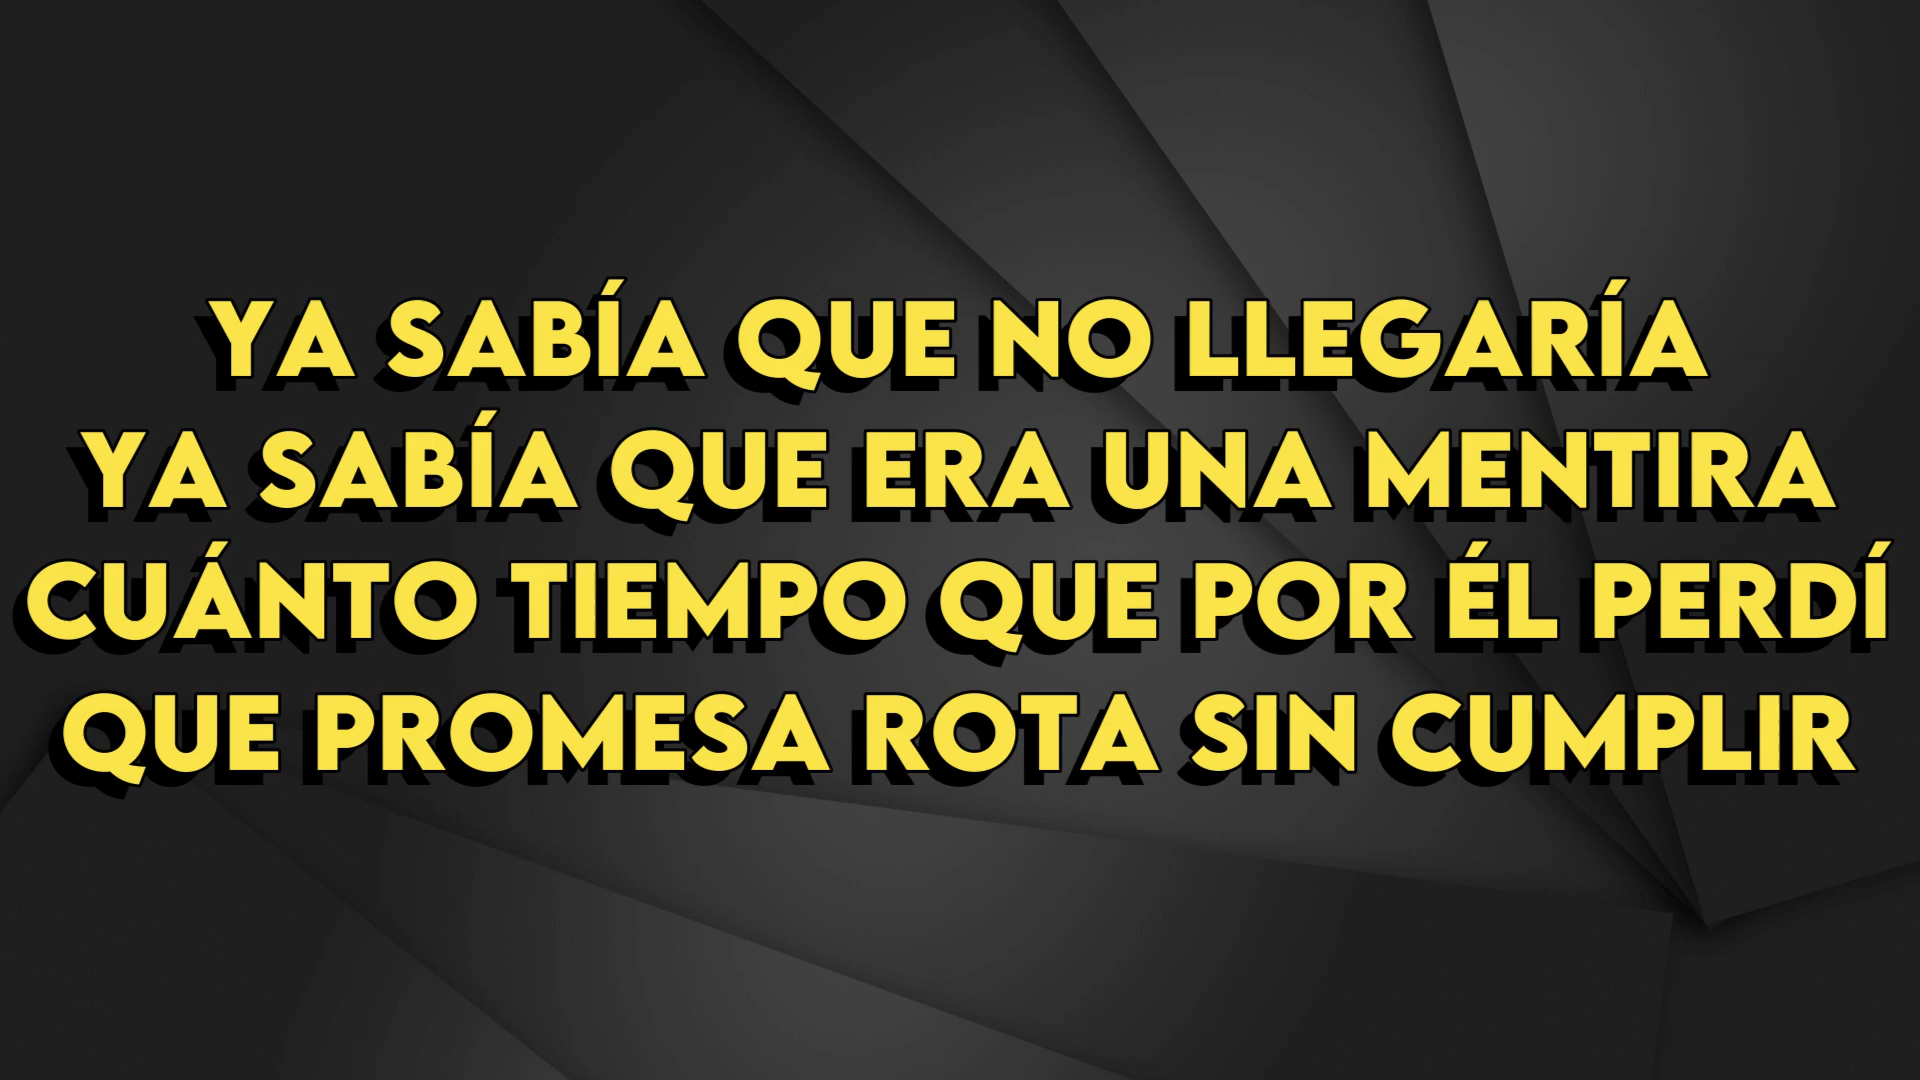 YA SABÍA QUE NO LLEGARÍA
YA SABÍA QUE ERA UNA MENTIRA
CUÁNTO TIEMPO QUE POR ÉL PERDÍ
QUE PROMESA ROTA SIN CUMPLIR